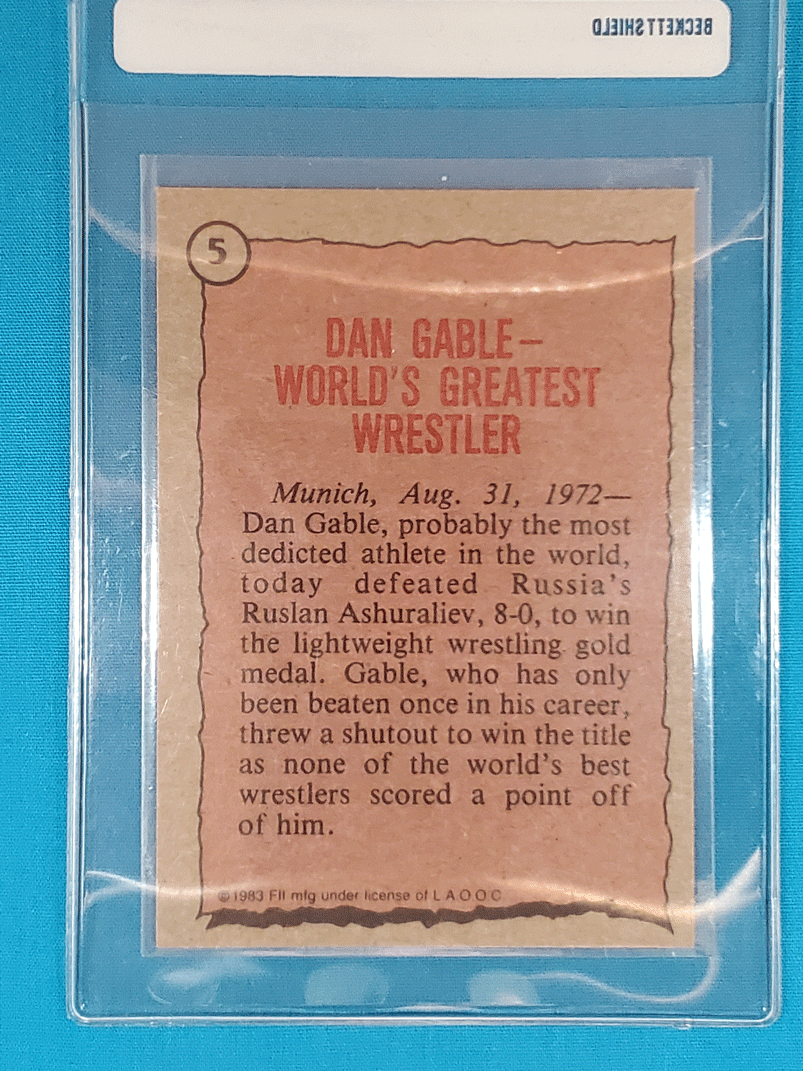 BECKETT SHIELD
5
DAN GABLE—
WORLD'S GREATEST
WRESTLER
Munich, Aug. 31, 1972—
Dan Gable, probably the most
dedicted athlete in the world,
today defeated Russia's
Ruslan Ashuraliev, 8-0, to win
the lightweight wrestling gold
medal. Gable, who has only
been beaten once in his career,
threw a shutout to win the title
as none of the world's best
wrestlers scored a point off
of him.
©1983 FII mfg under license of L A O O C